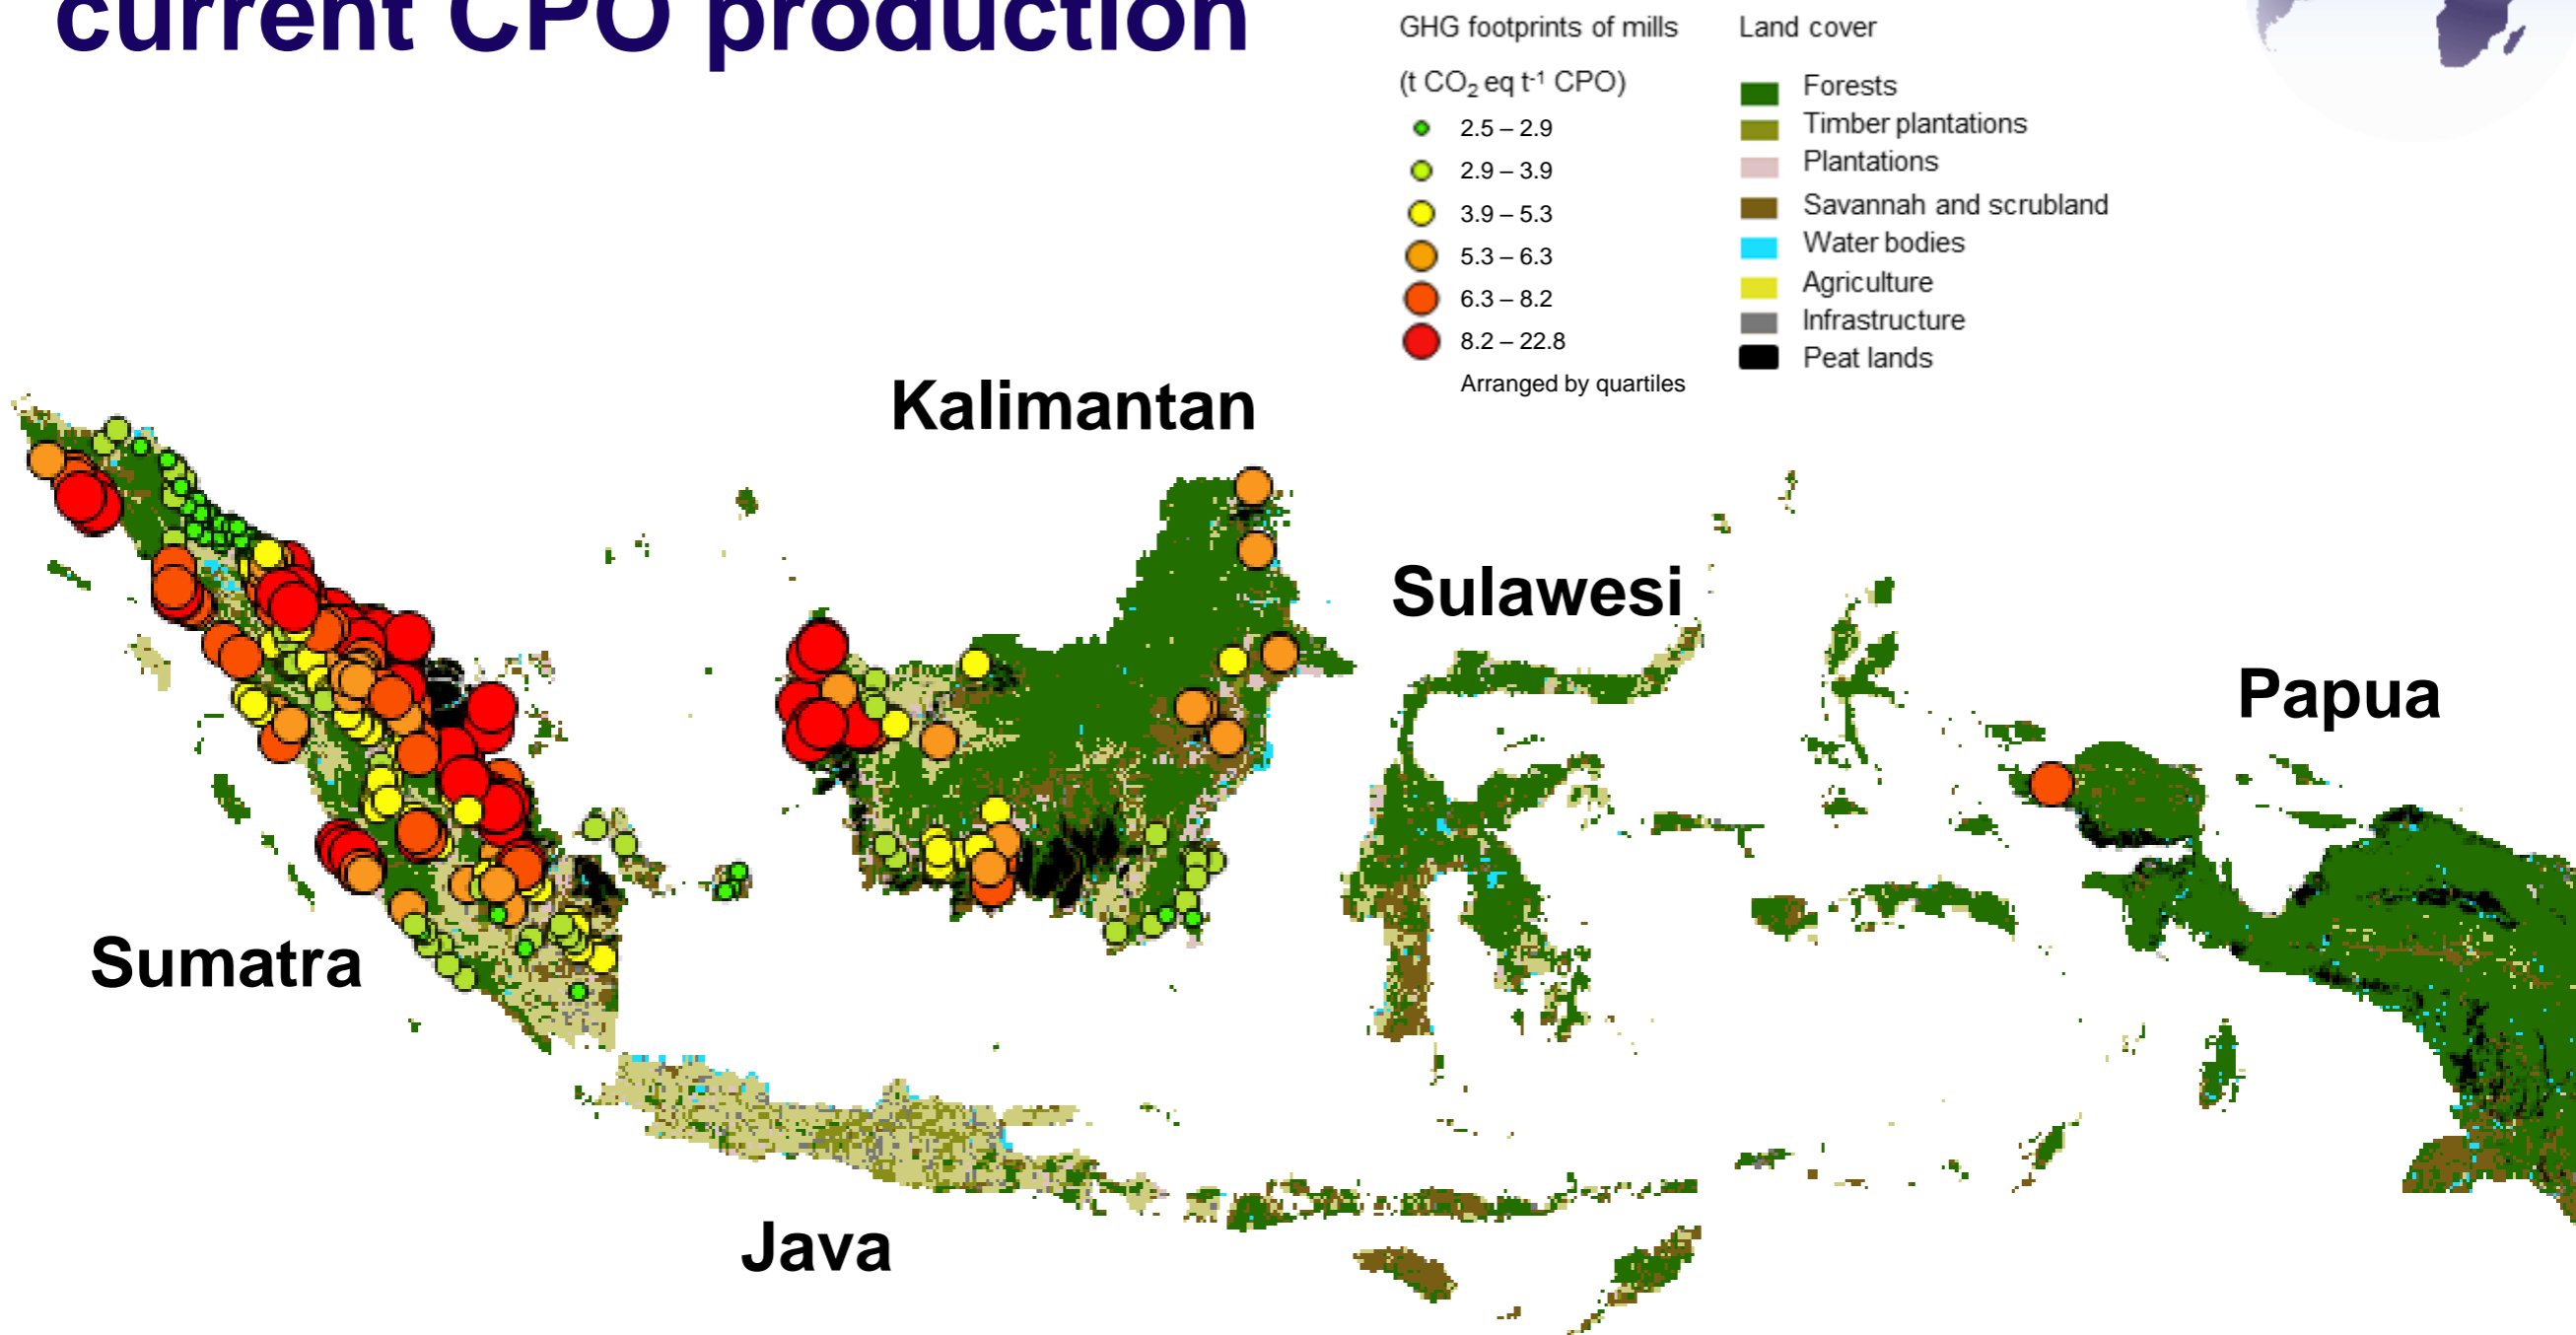 current CPO production
GHG footprints of mills
(t CO₂ eq t⁻¹ CPO)
2.5 – 2.9
2.9 – 3.9
3.9 – 5.3
5.3 – 6.3
6.3 – 8.2
8.2 – 22.8
Arranged by quartiles
Land cover
Forests
Timber plantations
Plantations
Savannah and scrubland
Water bodies
Agriculture
Infrastructure
Peat lands
Kalimantan
Sulawesi
Papua
Sumatra
Java